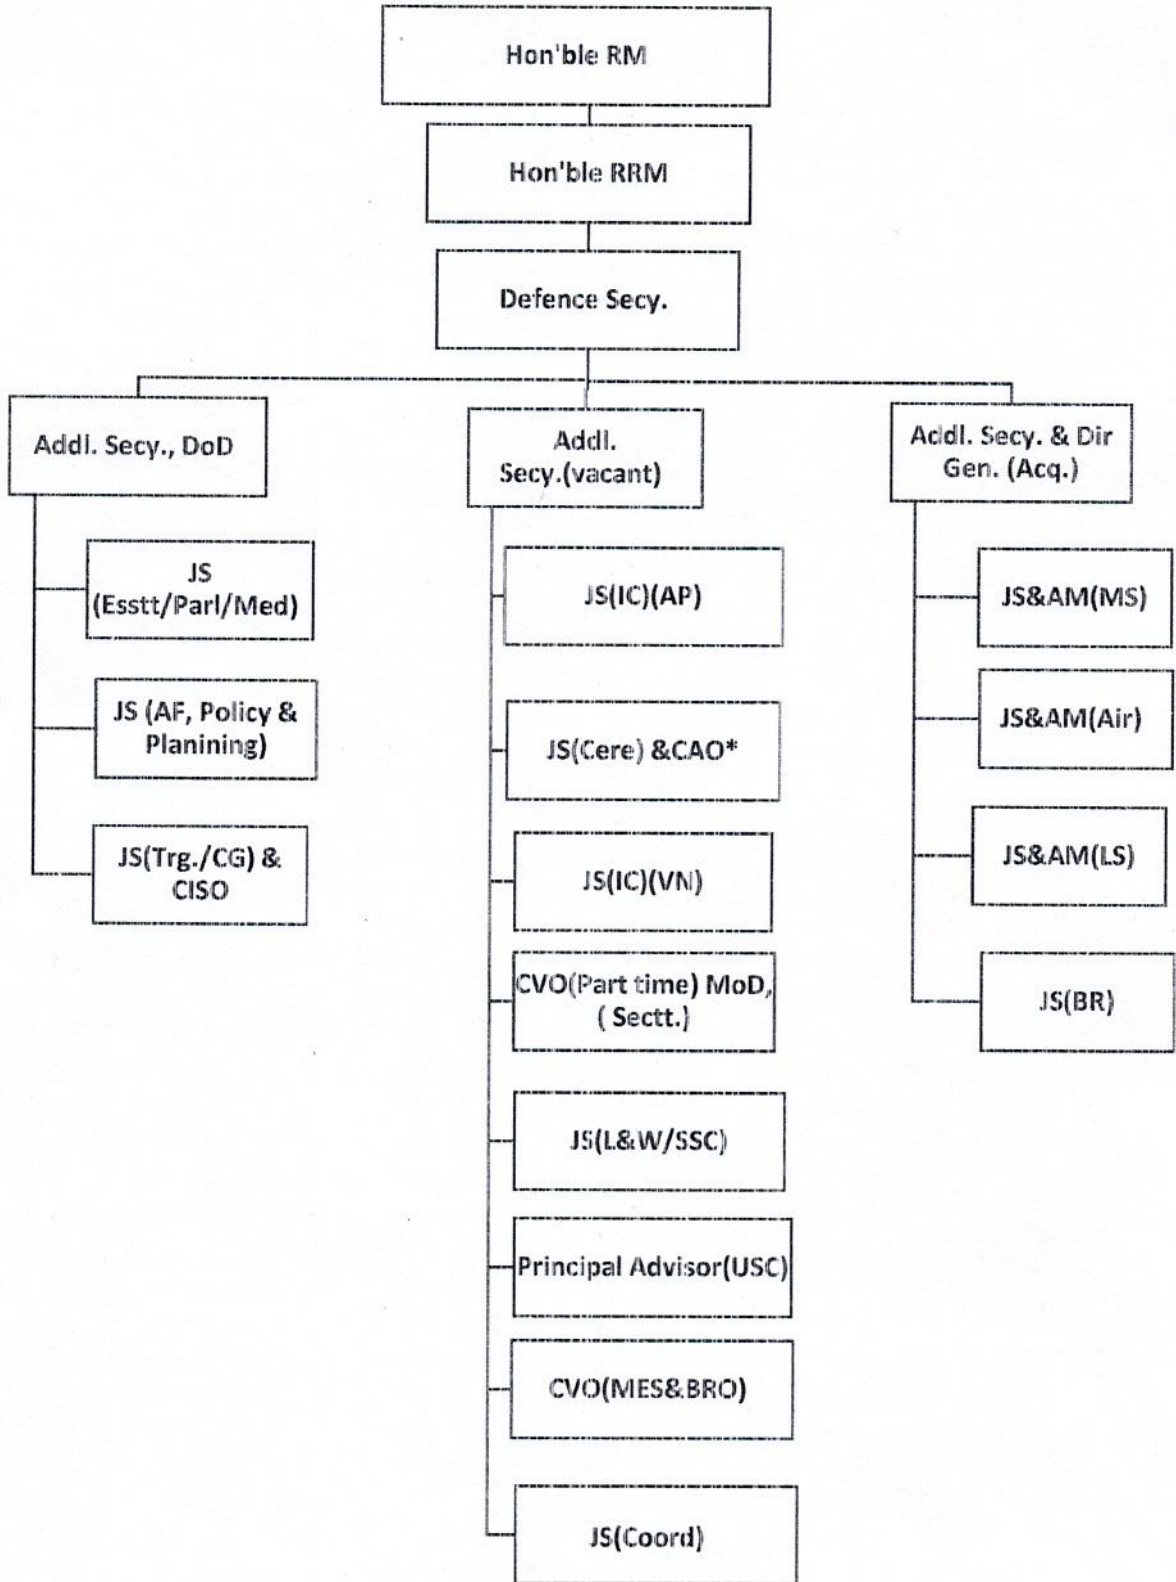 Hon'ble RM
Hon'ble RRM
Defence Secy.
Addl. Secy., DoD
JS
(Esstt/Parl/Med)
JS (AF, Policy &
Planining)
JS(Trg./CG) &
CISO
Addl.
Secy.(vacant)
JS(IC)(AP)
JS(Cere) &CAO*
JS(IC)(VN)
CVO(Part time) MoD,
( Sectt.)
JS(L&W/SSC)
Principal Advisor(USC)
CVO(MES&BRO)
JS(Coord)
Addl. Secy. & Dir
Gen. (Acq.)
JS&AM(MS)
JS&AM(Air)
JS&AM(LS)
JS(BR)